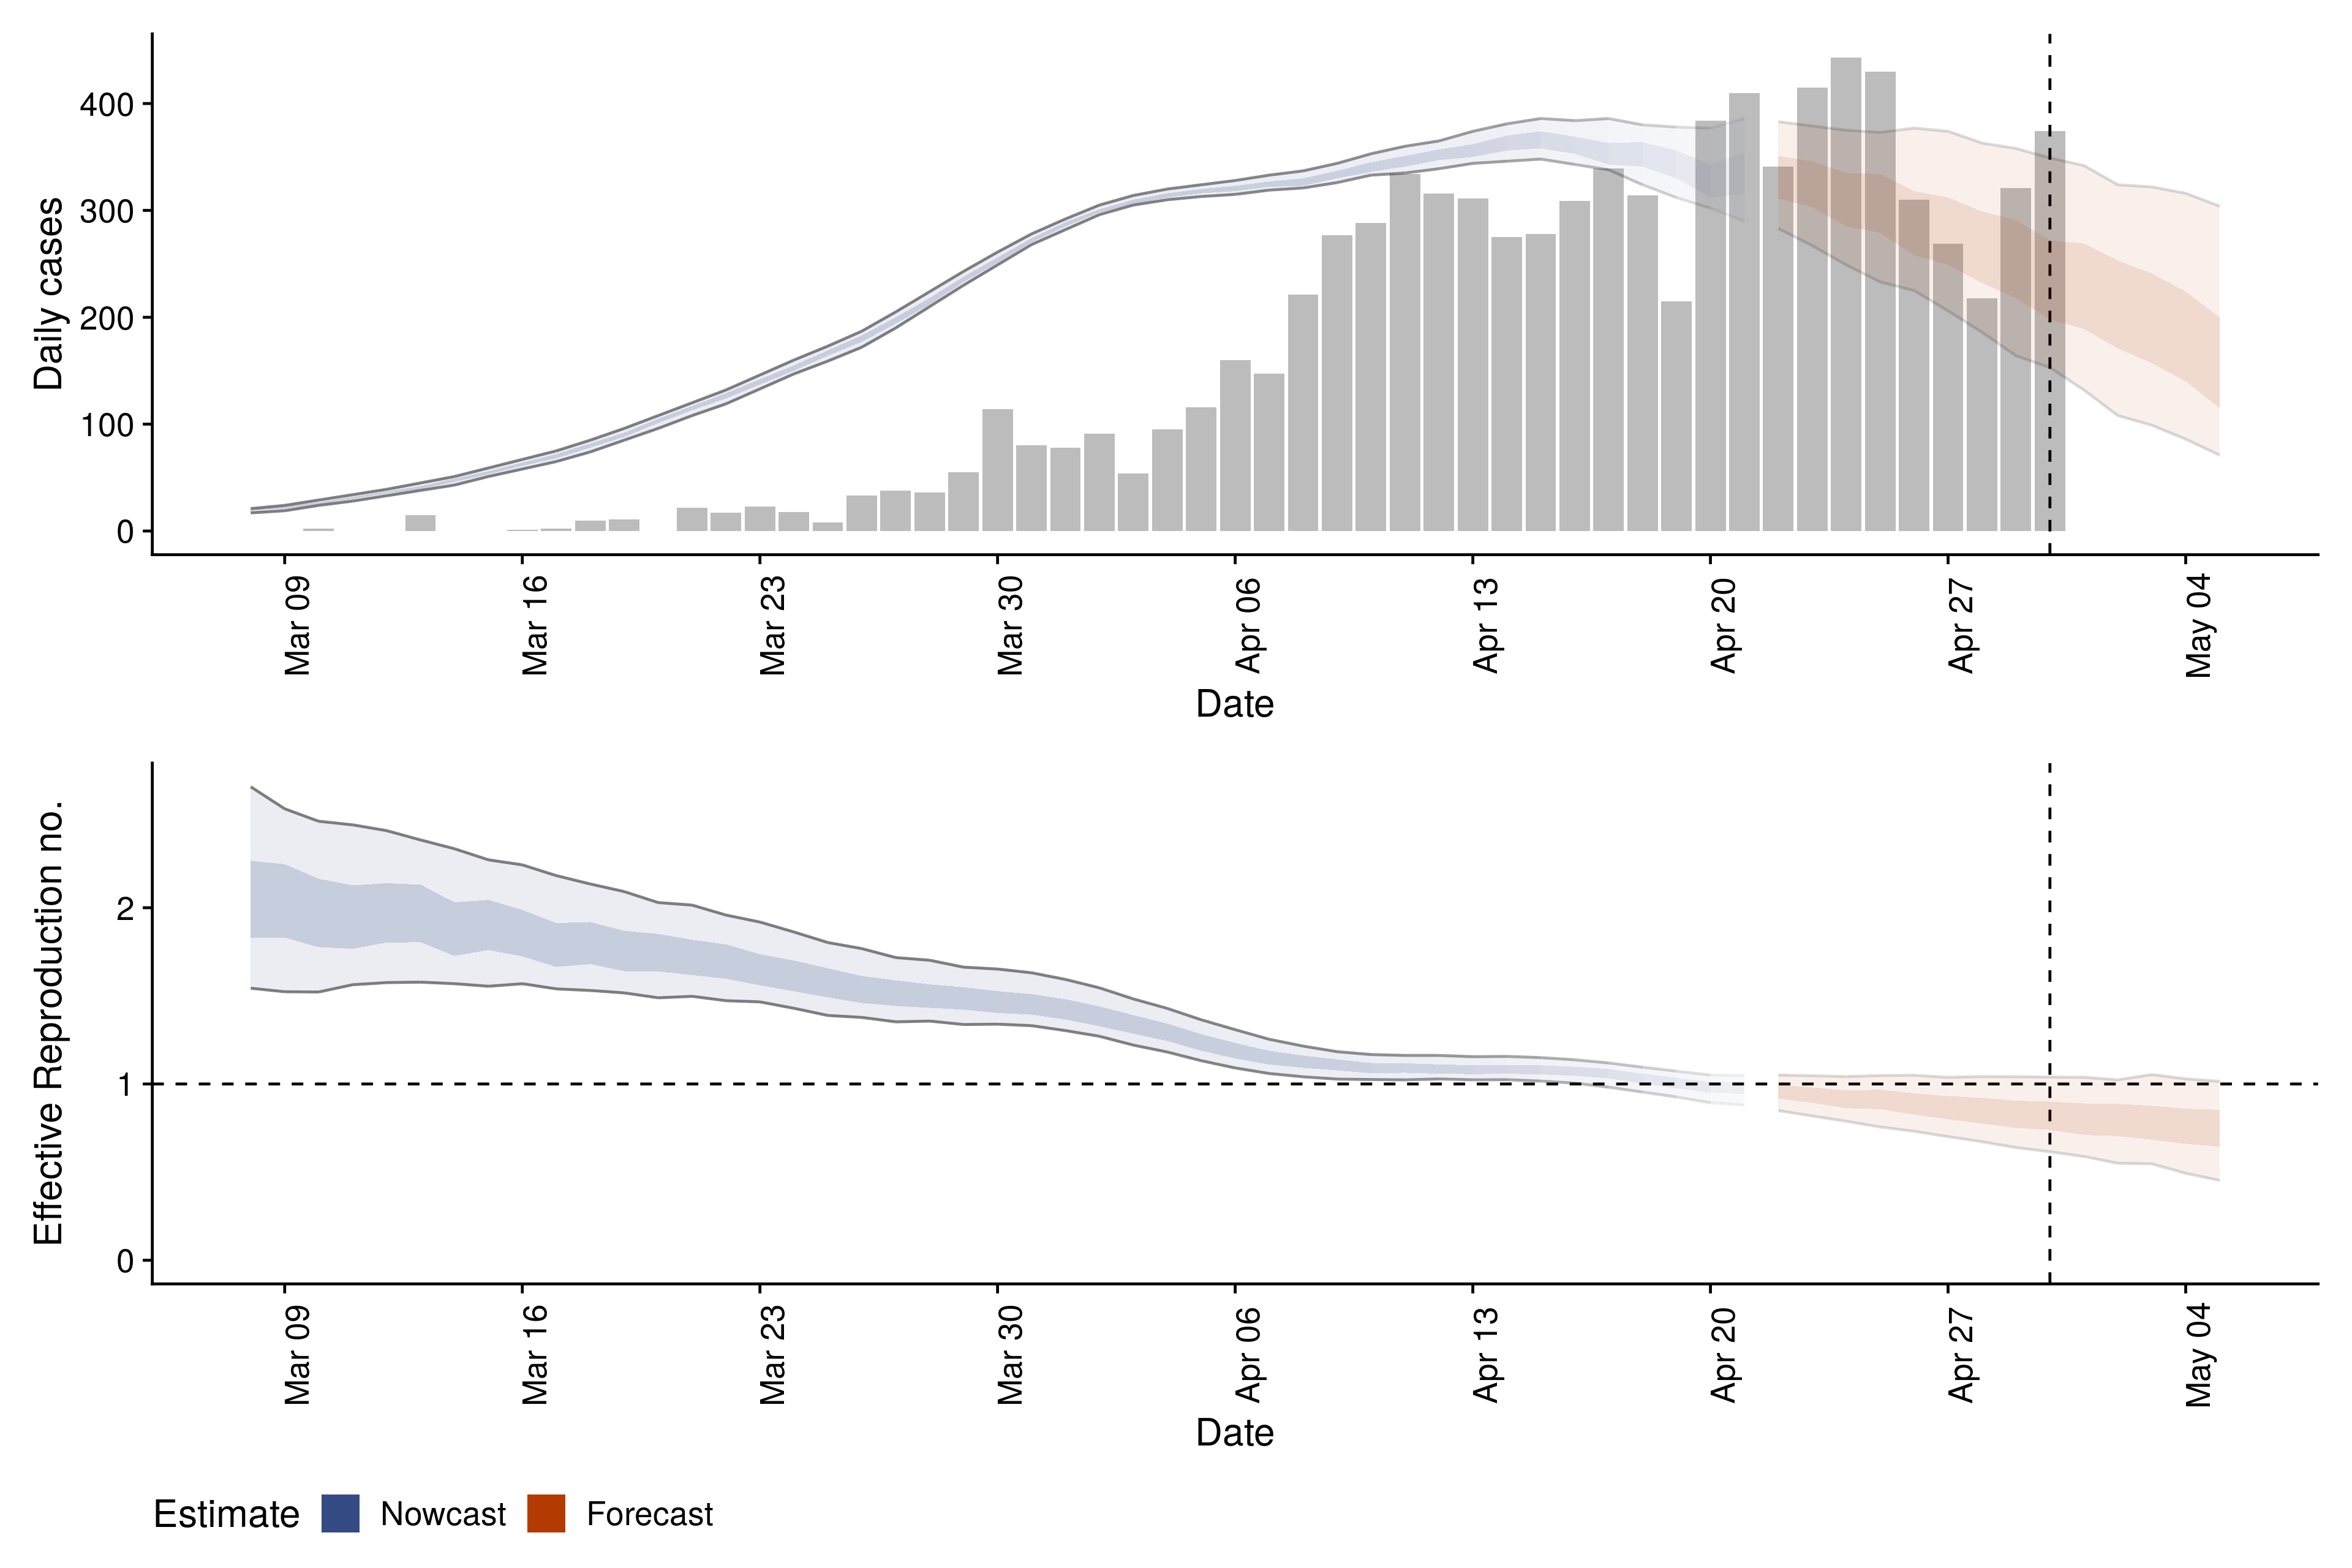 Daily cases
400
300
200
100
0
Mar 09
Mar 16
Mar 23
Mar 30
Apr 06
Apr 13
Apr 20
Apr 27
May 04
Date
Effective Reproduction no.
2
1
0
Mar 09
Mar 16
Mar 23
Mar 30
Apr 06
Apr 13
Apr 20
Apr 27
May 04
Date
Estimate Nowcast Forecast